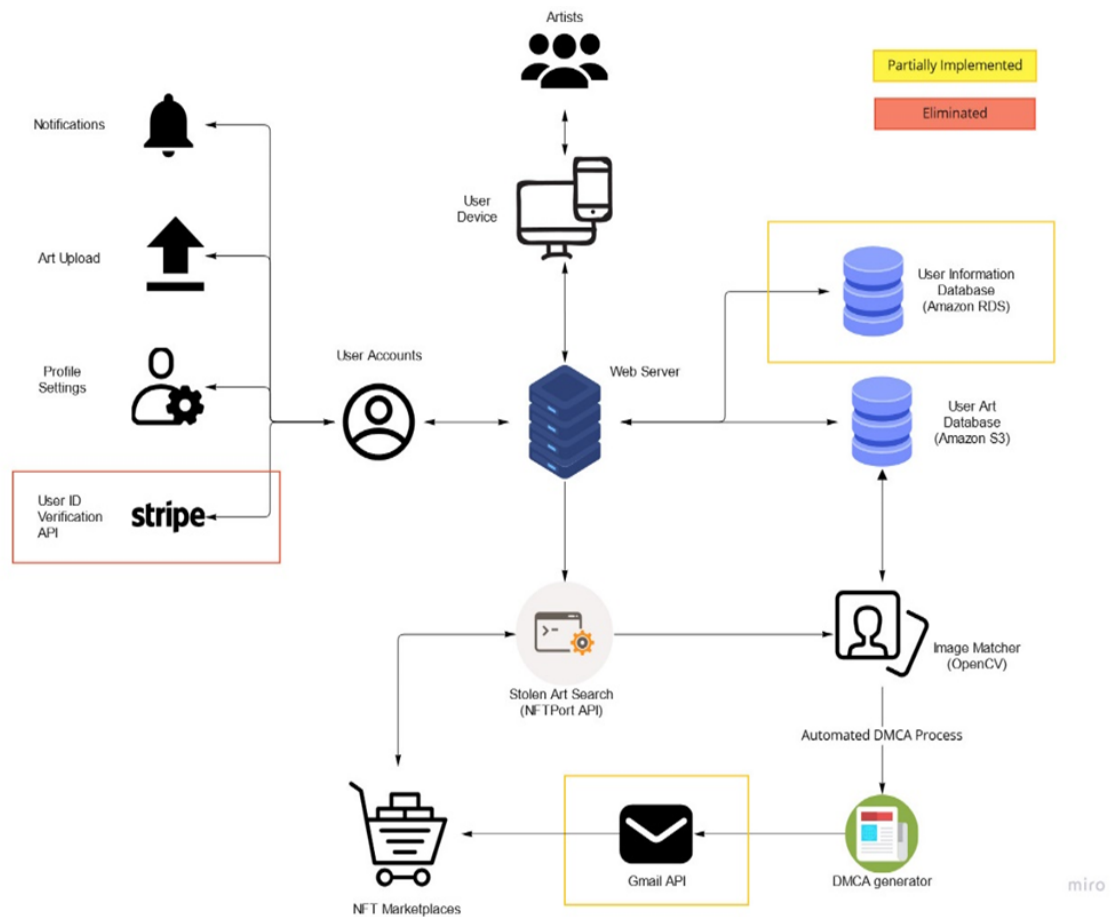 Artists
Partially Implemented
Eliminated
Notifications
User
Device
Art Upload
User Information
Database
(Amazon RDS)
Profile
Settings
User Accounts
Web Server
User Art
Database
(Amazon S3)
User ID
Verification
API
stripe
>-
Image Matcher
(OpenCV)
Stolen Art Search
(NFTPort API)
Automated DMCA Process
Gmail API
DMCA generator
NFT Marketplaces
miro